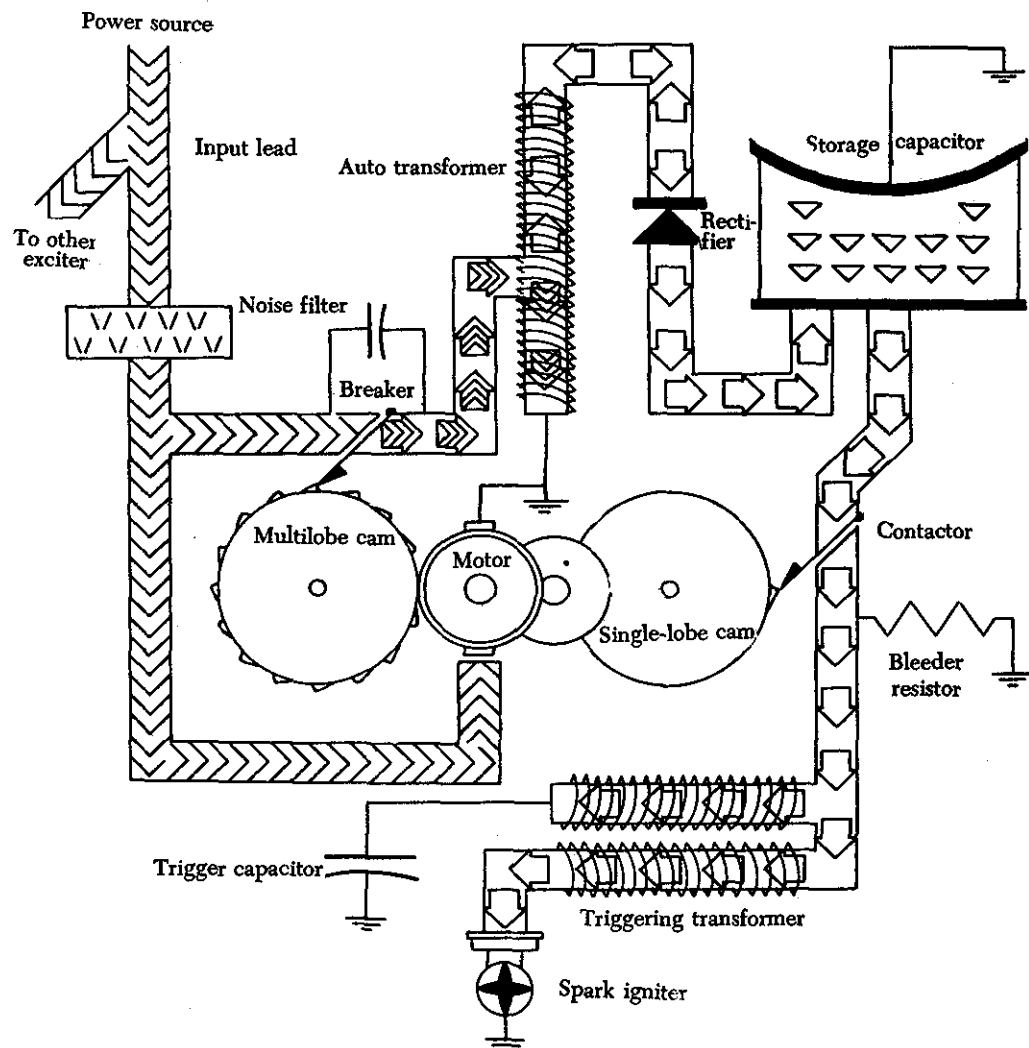 Power source
Input lead
Auto transformer
Storage capacitor
To other
exciter
Recti-
fier
Noise filter
Breaker
Multilobe cam
Motor
Single-lobe cam
Contactor
Bleeder
resistor
Trigger capacitor
Triggering transformer
Spark igniter